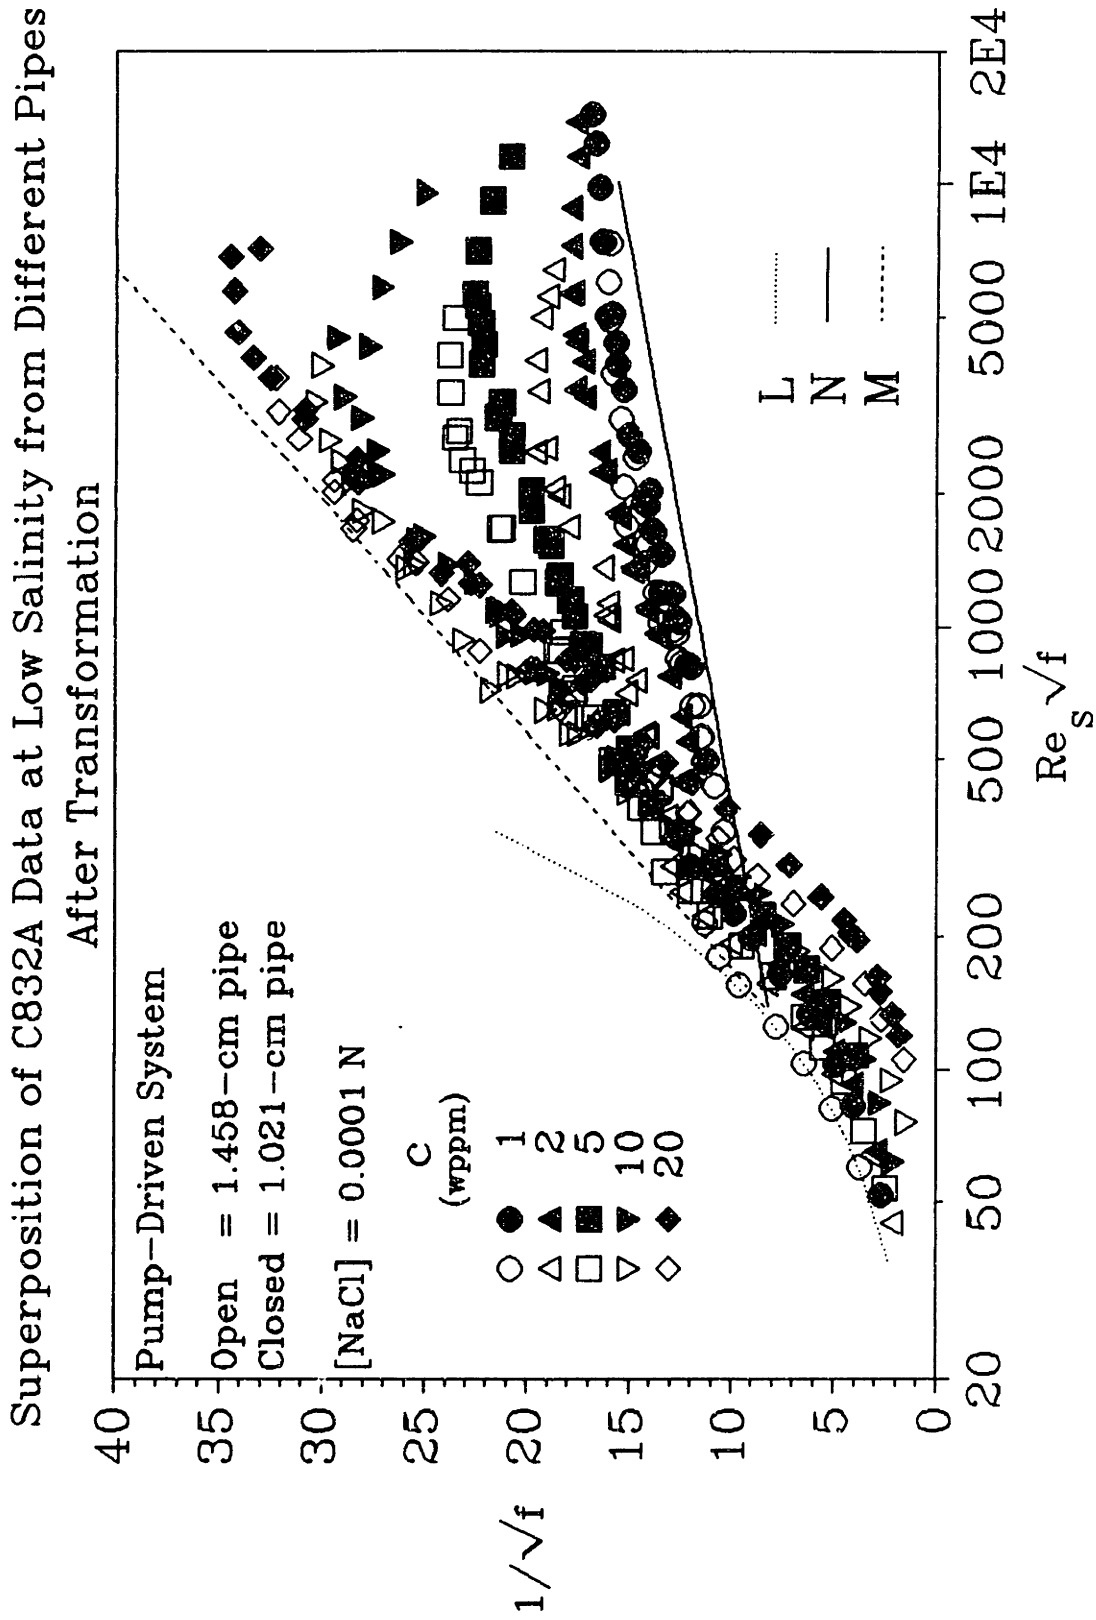 Superposition of C832A Data at Low Salinity from Different Pipes
After Transformation
Pump-Driven System
Open = 1.458-cm pipe
Closed = 1.021-cm pipe
[NaCl] = 0.0001 N
C
(wppm)
1
2
5
10
20
L
N
M
1/√f
40
35
30
25
20
15
10
5
0
20
50
100
200
500
1000
2000
5000
1E4
2E4
Re_s √f